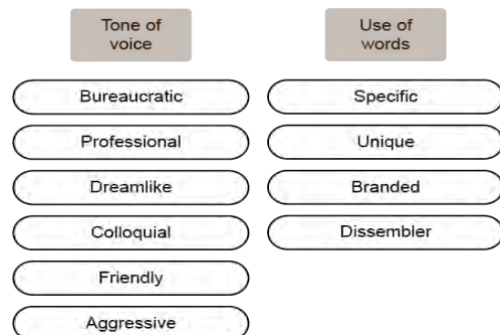 Tone of
voice
Bureaucratic
Professional
Dreamlike
Colloquial
Friendly
Aggressive
Use of
words
Specific
Unique
Branded
Dissembler